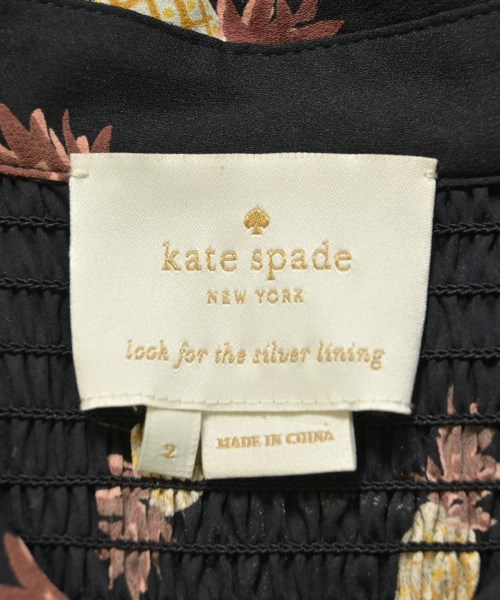 kate spade
NEW YORK
look for the silver lining
2
MADE IN CHINA